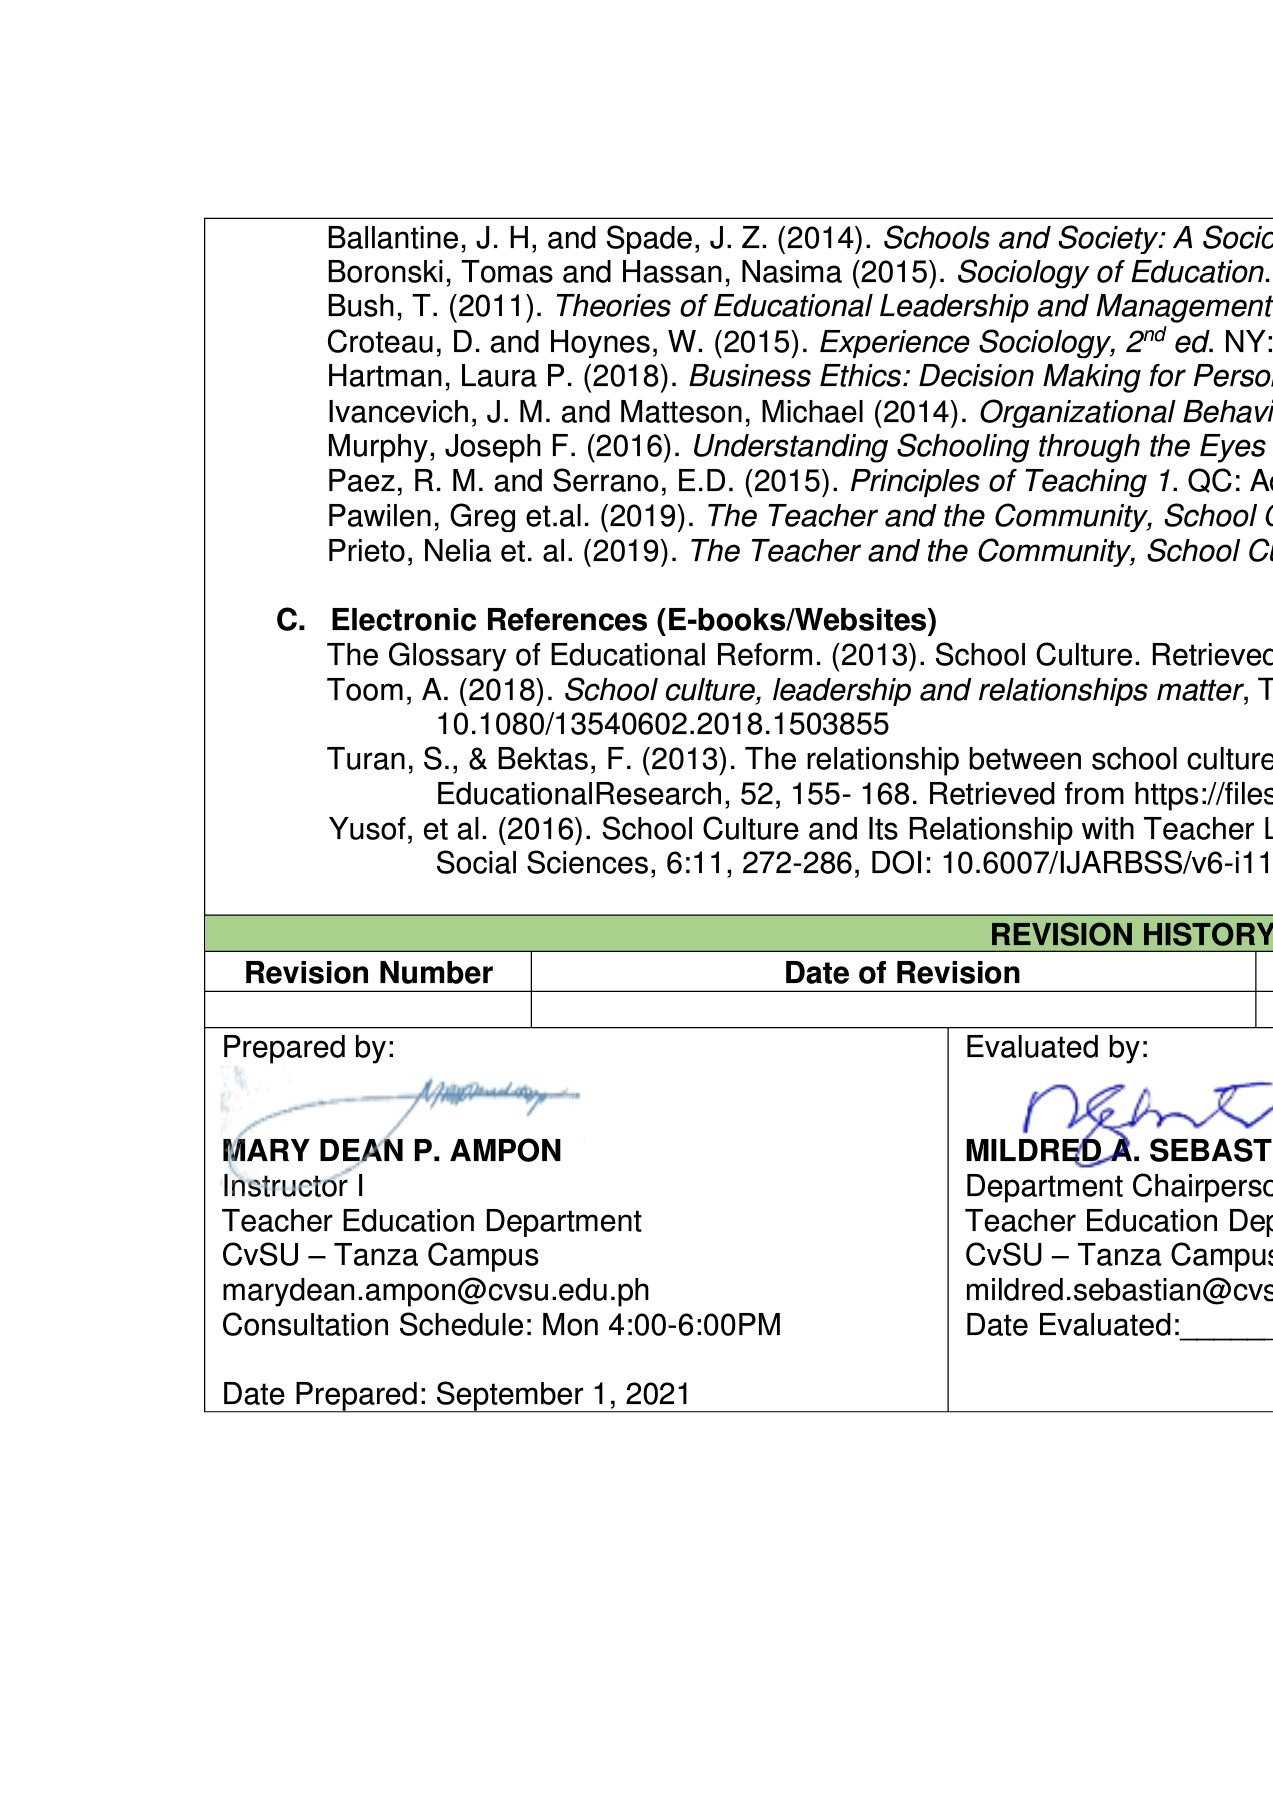 Ballantine, J. H, and Spade, J. Z. (2014). Schools and Society: A Socio
Boronski, Tomas and Hassan, Nasima (2015). Sociology of Education.
Bush, T. (2011). Theories of Educational Leadership and Management
Croteau, D. and Hoynes, W. (2015). Experience Sociology, 2nd ed. NY:
Hartman, Laura P. (2018). Business Ethics: Decision Making for Perso
Ivancevich, J. M. and Matteson, Michael (2014). Organizational Behavi
Murphy, Joseph F. (2016). Understanding Schooling through the Eyes
Paez, R. M. and Serrano, E.D. (2015). Principles of Teaching 1. QC: Ad
Pawilen, Greg et.al. (2019). The Teacher and the Community, School C
Prieto, Nelia et. al. (2019). The Teacher and the Community, School Cu
C. Electronic References (E-books/Websites)
The Glossary of Educational Reform. (2013). School Culture. Retrieved
Toom, A. (2018). School culture, leadership and relationships matter, T
10.1080/13540602.2018.1503855
Turan, S., & Bektas, F. (2013). The relationship between school culture
EducationalResearch, 52, 155- 168. Retrieved from https://files
Yusof, et al. (2016). School Culture and Its Relationship with Teacher L
Social Sciences, 6:11, 272-286, DOI: 10.6007/IJARBSS/v6-i11
REVISION HISTORY
Revision Number Date of Revision
Prepared by:
MARY DEAN P. AMPON
Instructor I
Teacher Education Department
CvSU – Tanza Campus
marydean.ampon@cvsu.edu.ph
Consultation Schedule: Mon 4:00-6:00PM
Date Prepared: September 1, 2021
Evaluated by:
MILDRED A. SEBAST
Department Chairperso
Teacher Education Dep
CvSU – Tanza Campus
mildred.sebastian@cvs
Date Evaluated:______